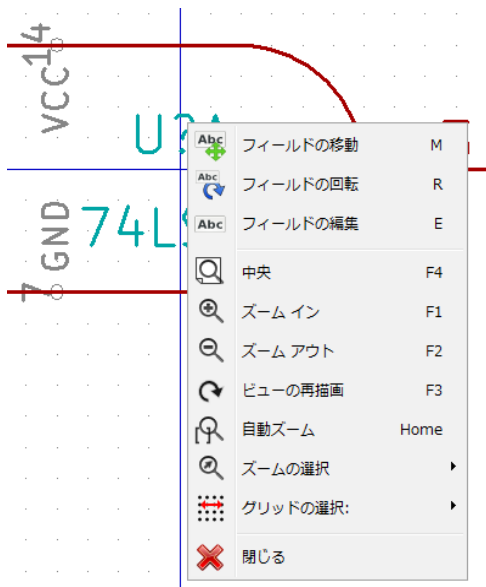 14
VCC
U?A
フィールドの移動 M
フィールドの回転 R
GND
74LS
フィールドの編集 E
7
中央 F4
ズーム イン F1
ズーム アウト F2
ビューの再描画 F3
自動ズーム Home
ズームの選択
グリッドの選択:
閉じる
Abc
Abc
Abc